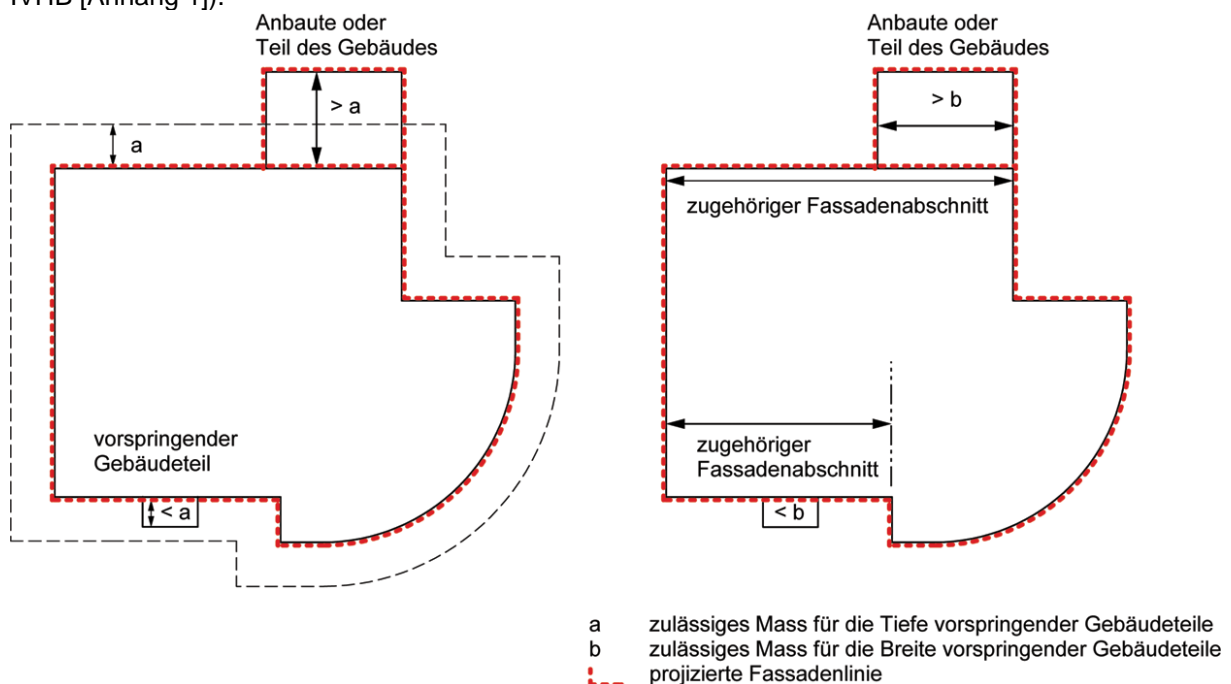 IVHB [Anhang 1]).
Anbaute oder
Teil des Gebäudes
> a
a
vorspringender
Gebäudeteil
< a
Anbaute oder
Teil des Gebäudes
> b
zugehöriger Fassadenabschnitt
zugehöriger
Fassadenabschnitt
< b
a zulässiges Mass für die Tiefe vorspringender Gebäudeteile
b zulässiges Mass für die Breite vorspringender Gebäudeteile
projizierte Fassadenlinie